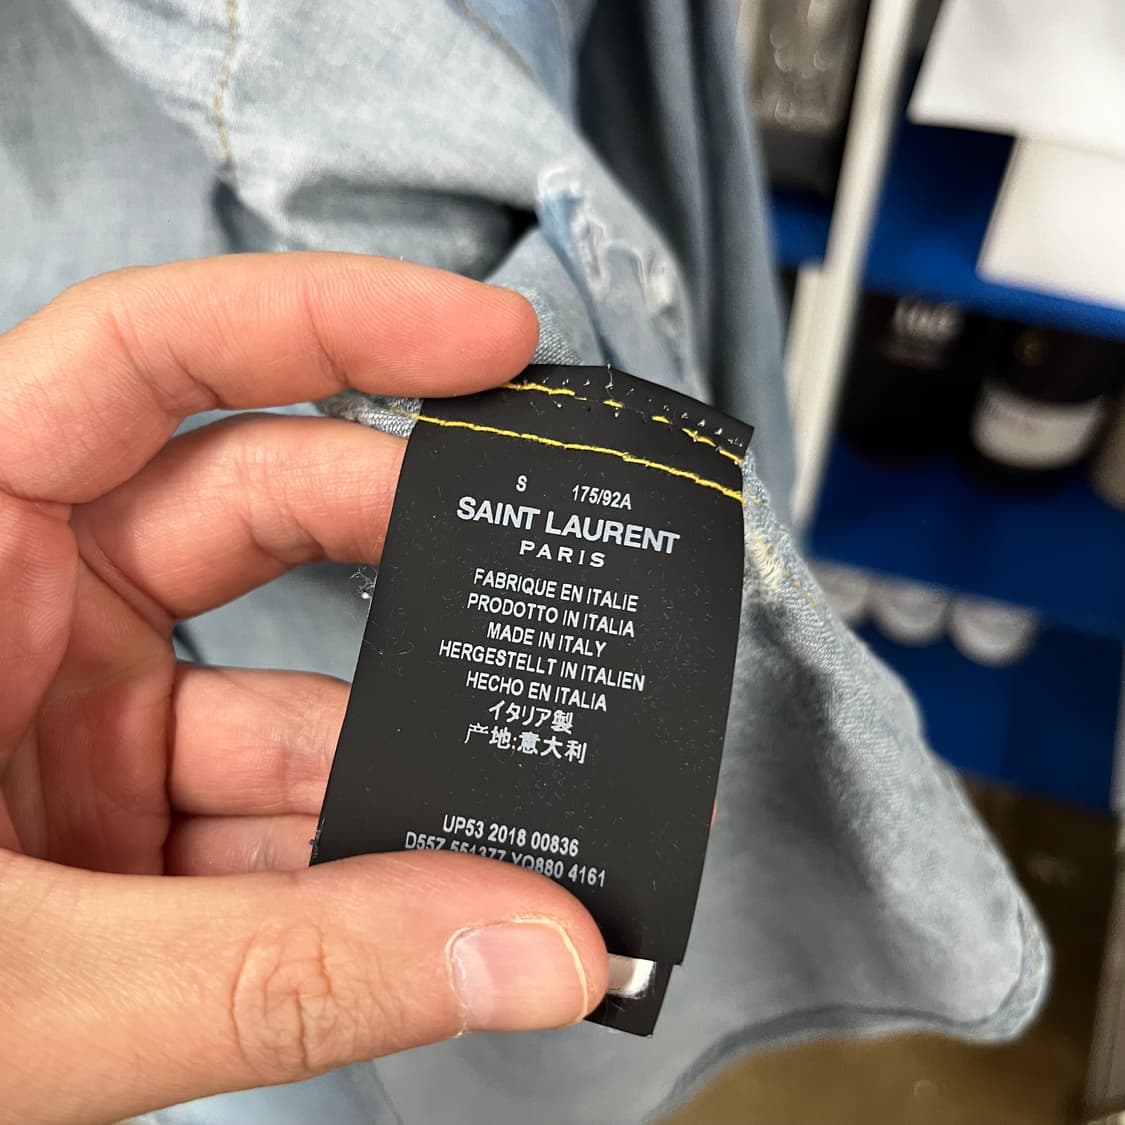 S 175/92A
SAINT LAURENT
PARIS
FABRIQUE EN ITALIE
PRODOTTO IN ITALIA
MADE IN ITALY
HERGESTELLT IN ITALIEN
HECHO EN ITALIA
イタリア製
产地:意大利
UP53 2018 00836
D55Z 551377 YQ880 4161